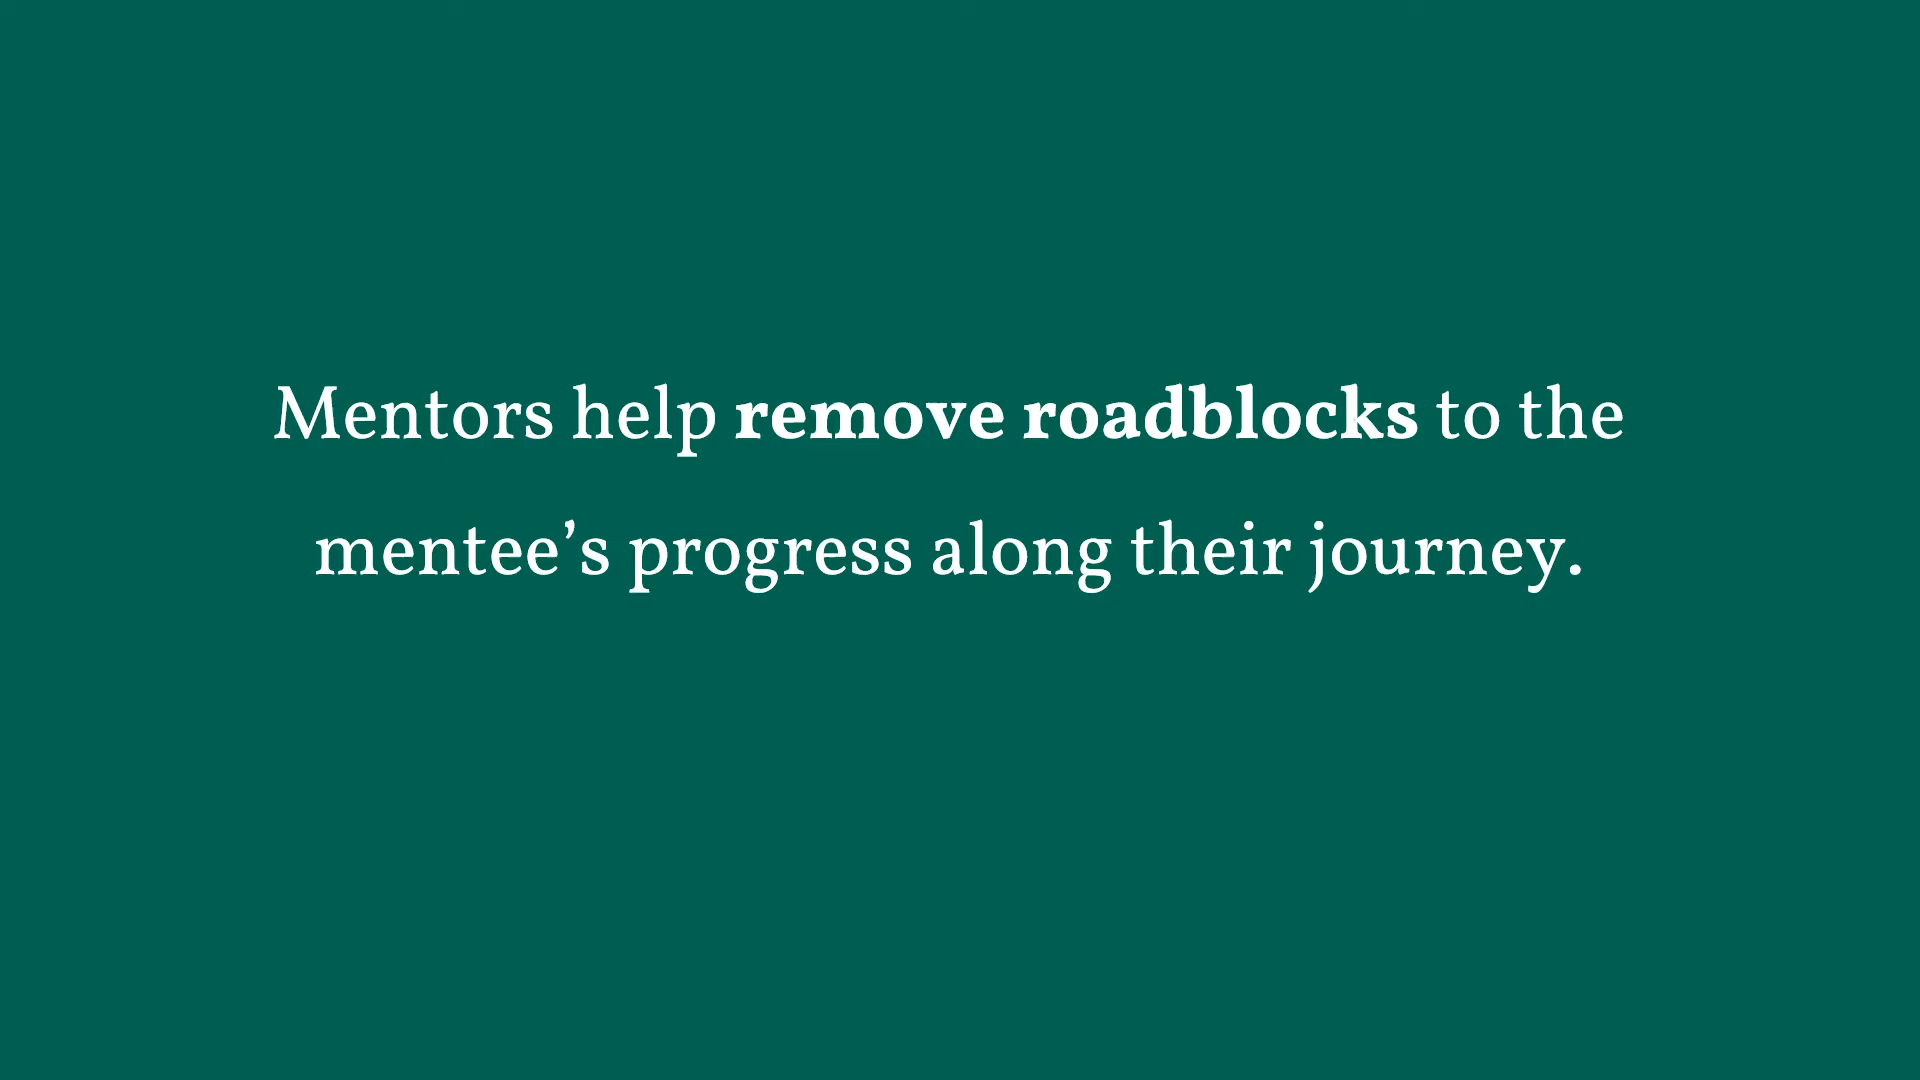 Mentors help remove roadblocks to the
mentee’s progress along their journey.